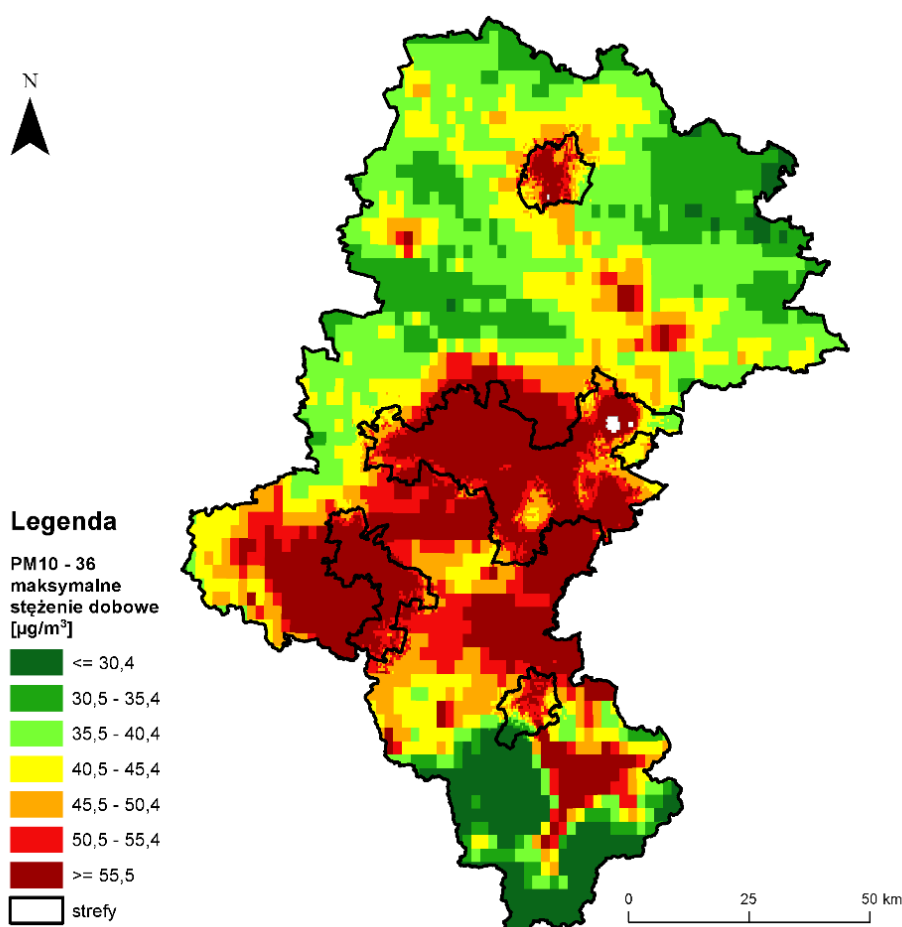 N
Legenda
PM10 - 36
maksymalne
stężenie dobowe
[µg/m³]
<= 30,4
30,5 - 35,4
35,5 - 40,4
40,5 - 45,4
45,5 - 50,4
50,5 - 55,4
>= 55,5
strefy
0 25 50 km